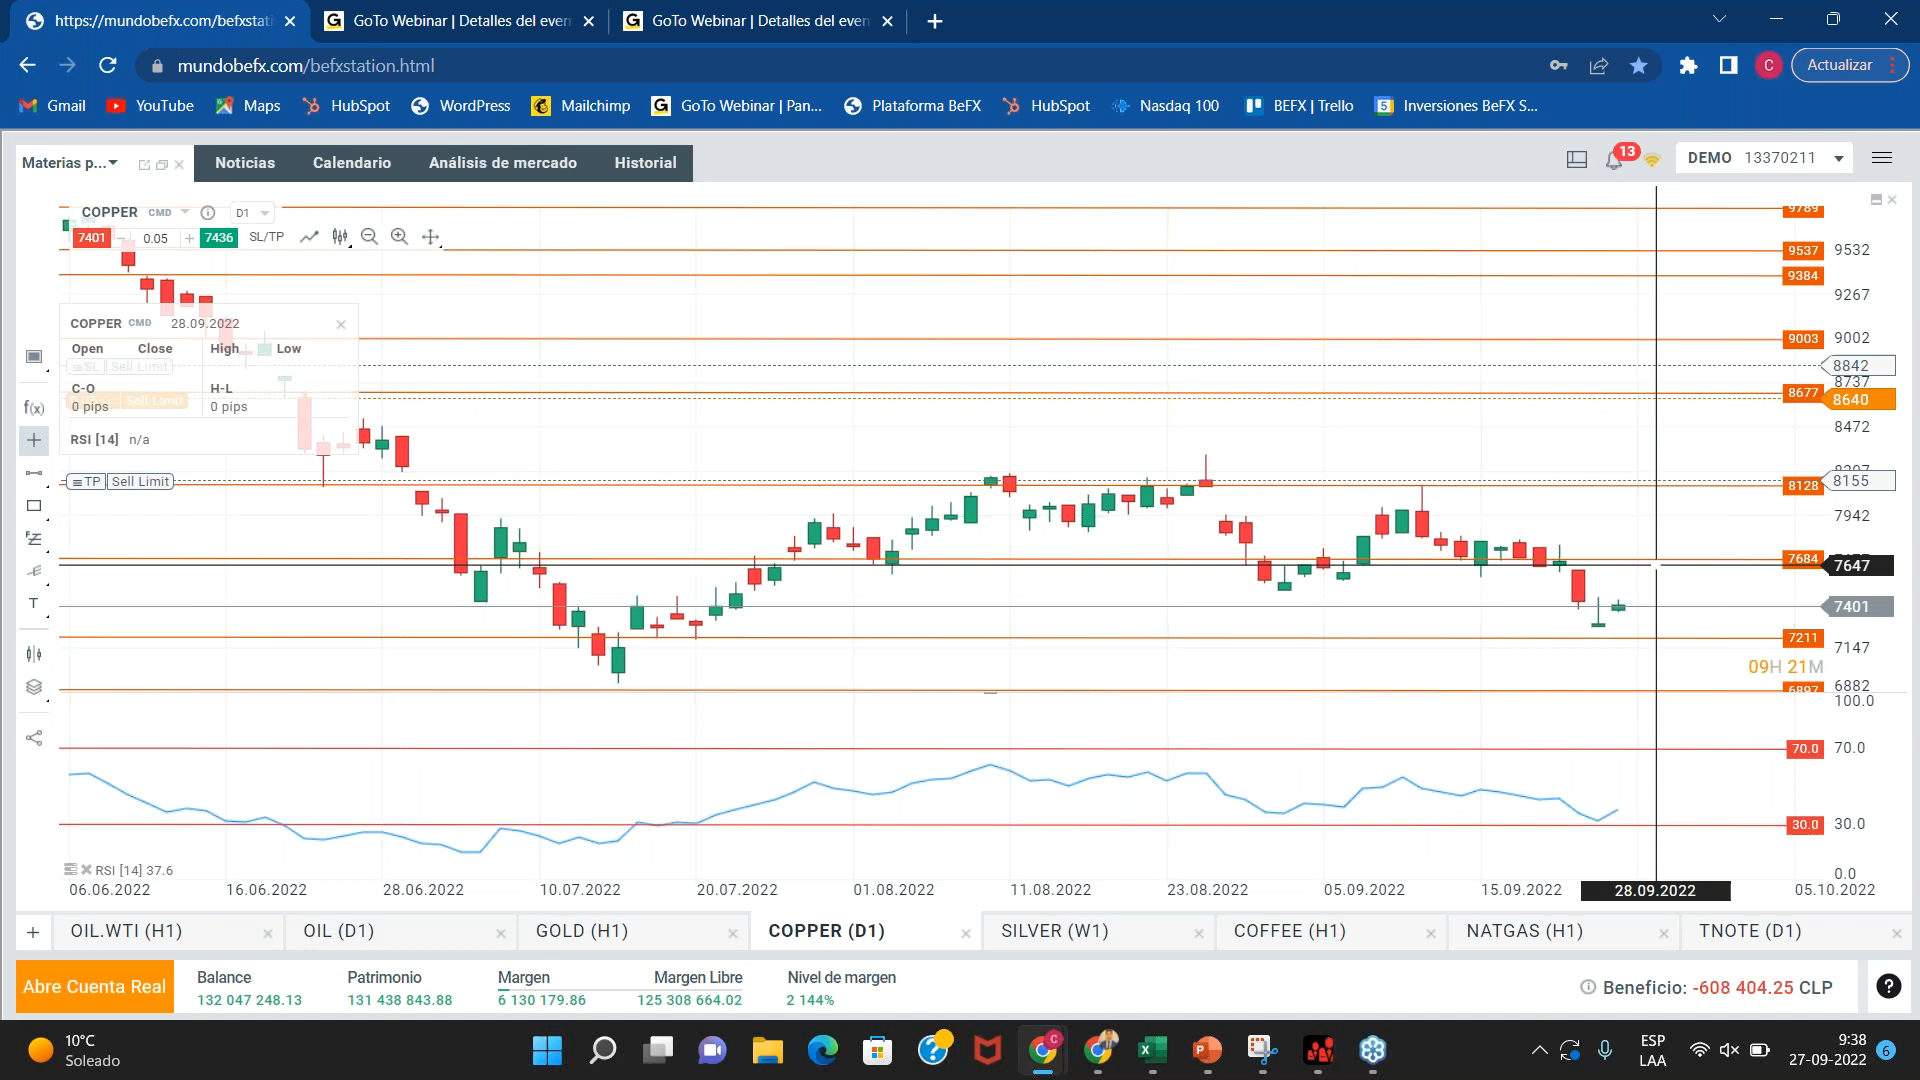 https://mundobefx.com/befxstati
GoTo Webinar | Detalles del even
GoTo Webinar | Detalles del even
mundobefx.com/befxstation.html
C
Actualizar
Gmail
YouTube
Maps
HubSpot
WordPress
Mailchimp
GoTo Webinar | Pan...
Plataforma BeFX
HubSpot
Nasdaq 100
BEFX | Trello
5
Inversiones BeFX S...
Materias p...
Noticias
Calendario
Análisis de mercado
Historial
13
DEMO 13370211
COPPER CMD D1
7401 − 0.05 + 7436 SL/TP
COPPER CMD 28.09.2022
Open Close High Low
SL Sell Limit
C-O H-L
Sell Limit
0 pips 0 pips
RSI [14] n/a
TP Sell Limit
f(x)
T
9789
9537 9532
9384
9267
9003 9002
8842
8737
8677
8640
8472
8128 8155
7942
7684
7647
7401
7211
7147
09H 21M
6897 6882
100.0
70.0 70.0
30.0 30.0
0.0
RSI [14] 37.6
06.06.2022 16.06.2022 28.06.2022 10.07.2022 20.07.2022 01.08.2022 11.08.2022 23.08.2022 05.09.2022 15.09.2022 28.09.2022 05.10.2022
+ OIL.WTI (H1) OIL (D1) GOLD (H1) COPPER (D1) SILVER (W1) COFFEE (H1) NATGAS (H1) TNOTE (D1)
Abre Cuenta Real
Balance Patrimonio Margen Margen Libre Nivel de margen
132 047 248.13 131 438 843.88 6 130 179.86 125 308 664.02 2 144%
Beneficio: -608 404.25 CLP
?
10°C
Soleado
ESP
LAA
9:38
27-09-2022
6